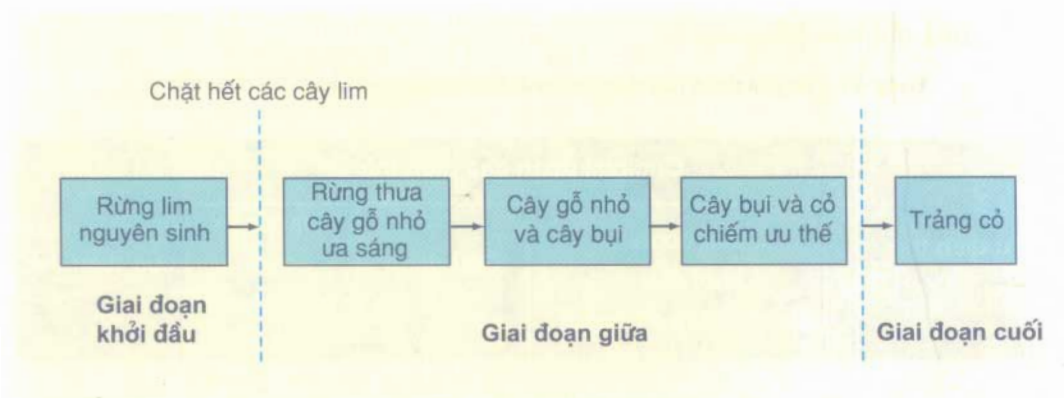 Chặt hết các cây lim
Rừng lim
nguyên sinh
Rừng thưa
cây gỗ nhỏ
ưa sáng
Cây gỗ nhỏ
và cây bụi
Cây bụi và cỏ
chiếm ưu thế
Trảng cỏ
Giai đoạn
khởi đầu
Giai đoạn giữa
Giai đoạn cuối